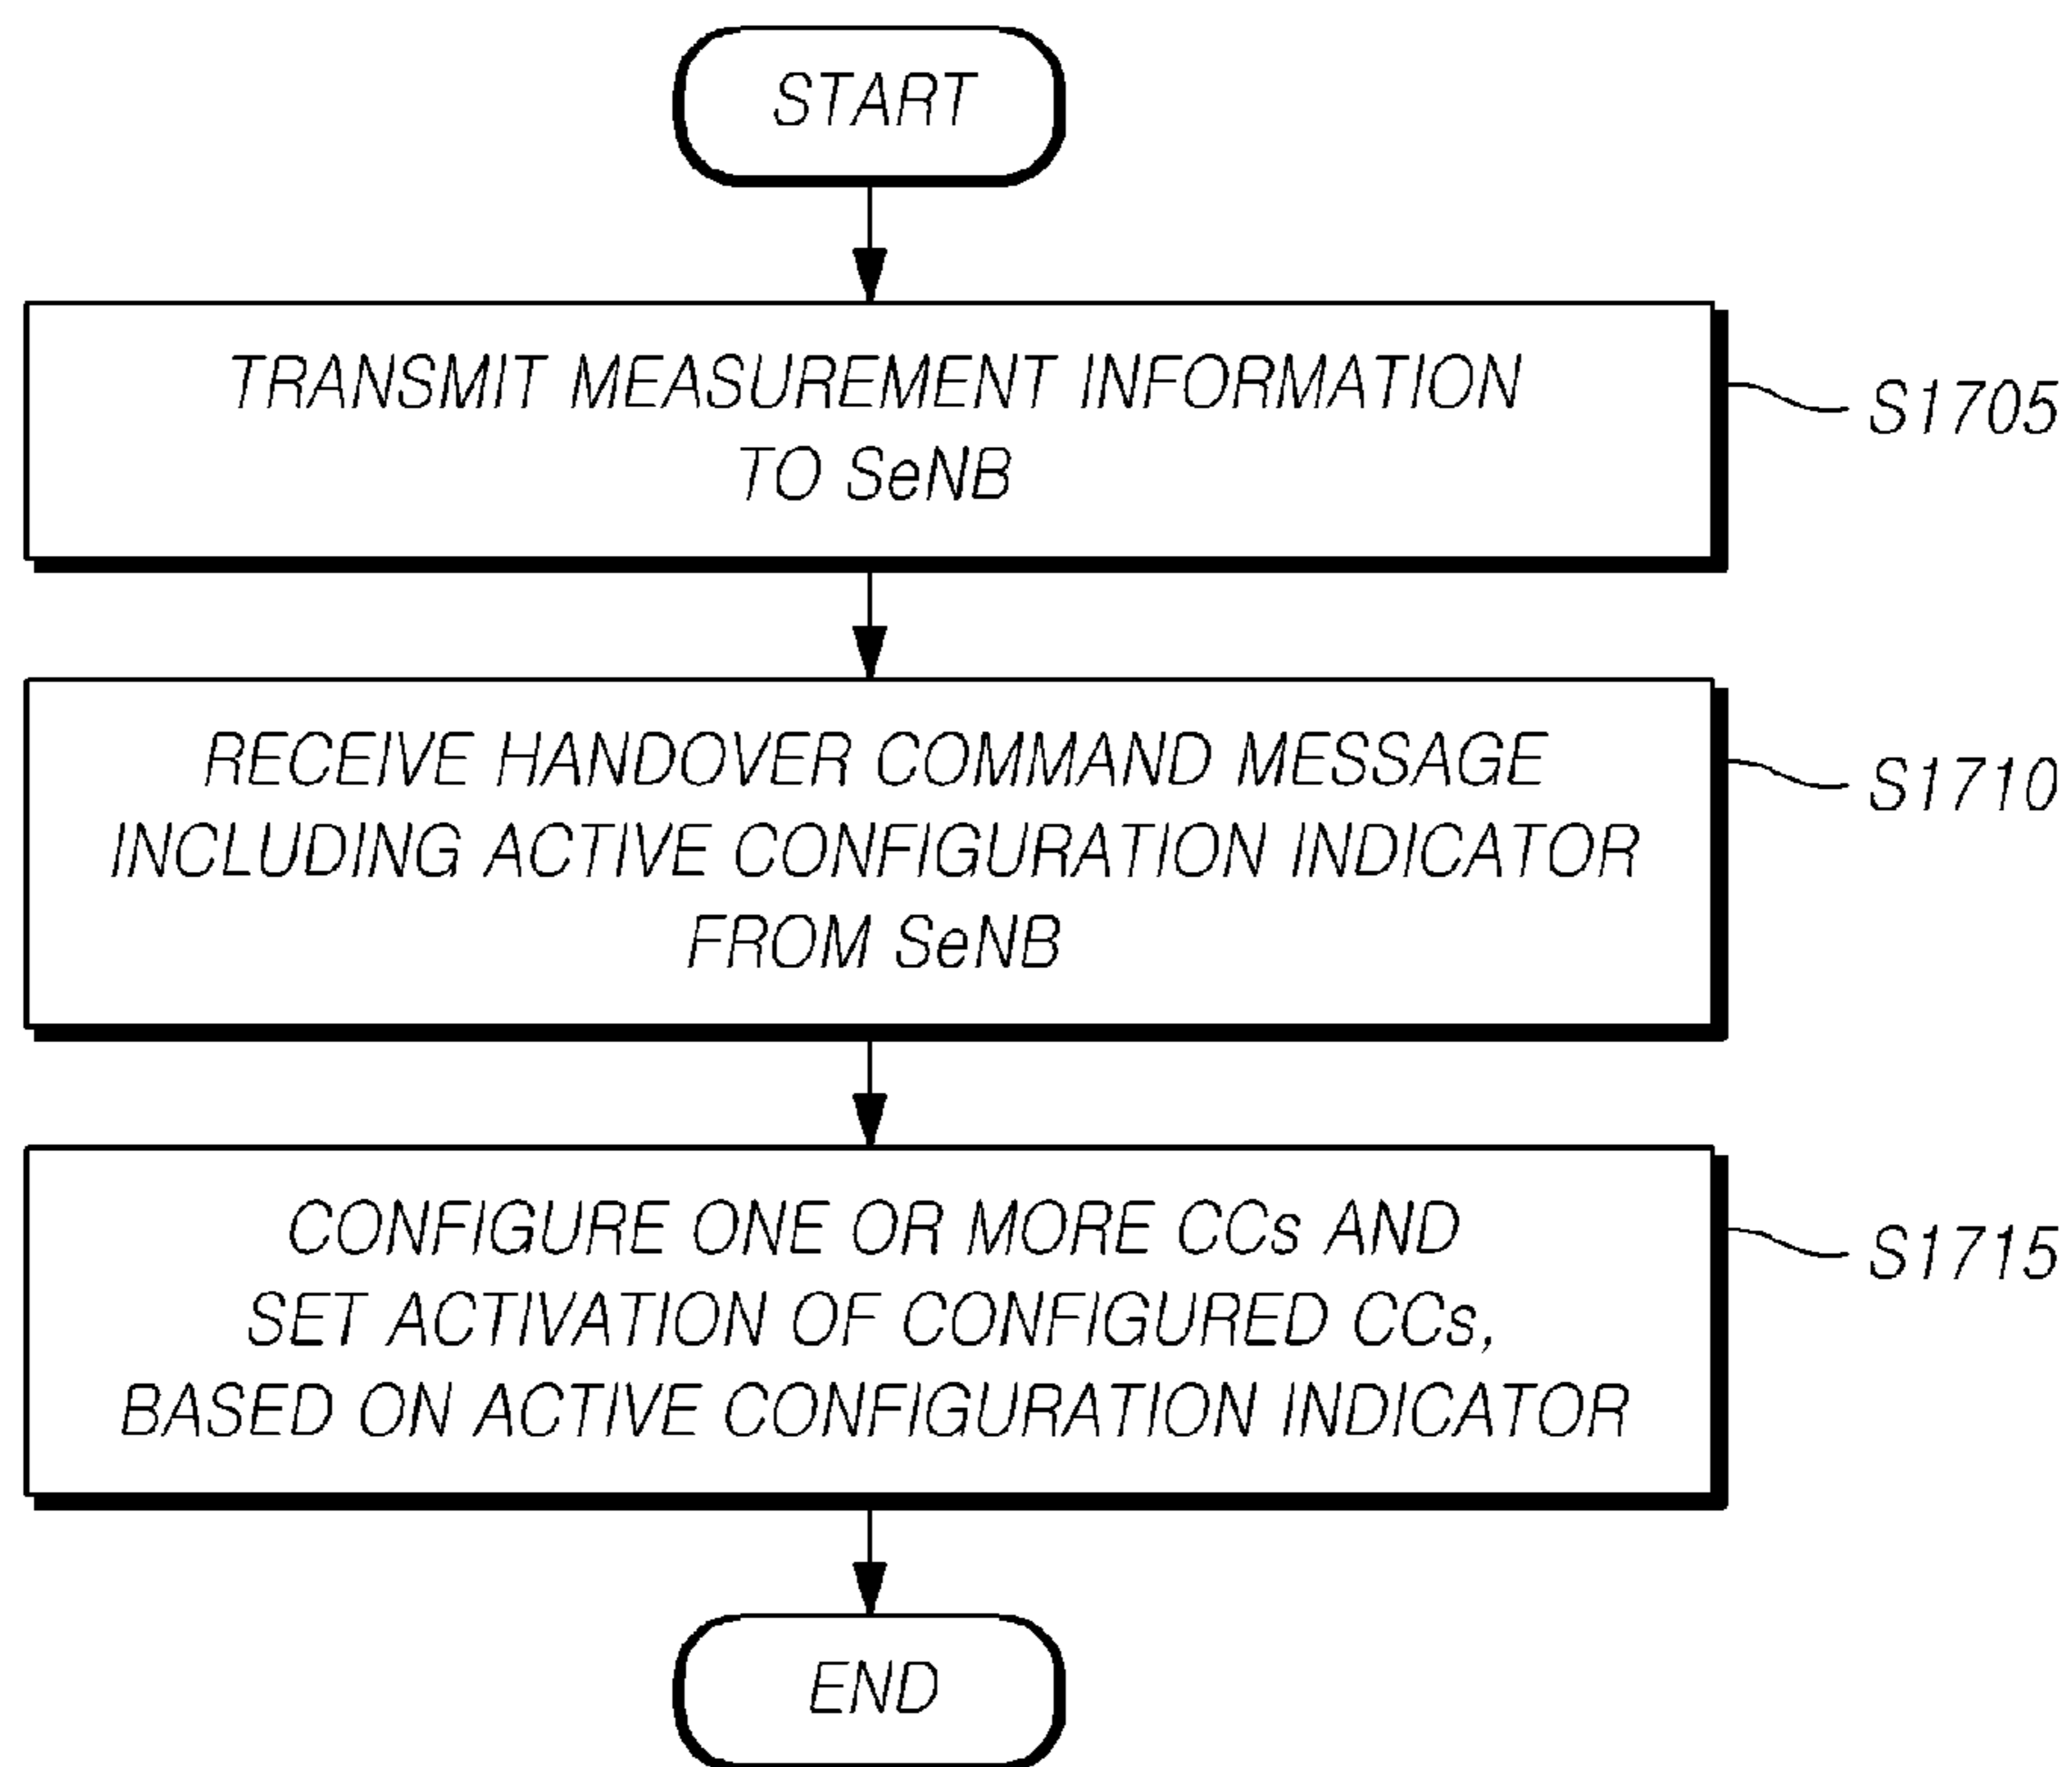 START
TRANSMIT MEASUREMENT INFORMATION
TO SeNB
S1705
RECEIVE HANDOVER COMMAND MESSAGE
INCLUDING ACTIVE CONFIGURATION INDICATOR
FROM SeNB
S1710
CONFIGURE ONE OR MORE CCs AND
SET ACTIVATION OF CONFIGURED CCs,
BASED ON ACTIVE CONFIGURATION INDICATOR
S1715
END